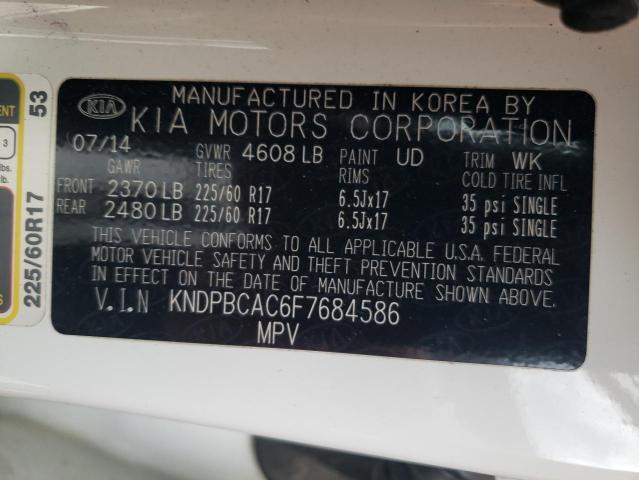 KIA
MANUFACTURED IN KOREA BY
KIA MOTORS CORPORATION
07/14 GVWR 4608 LB PAINT UD TRIM WK
GAWR TIRES RIMS COLD TIRE INFL
FRONT 2370 LB 225/60 R17 6.5Jx17 35 psi SINGLE
REAR 2480 LB 225/60 R17 6.5Jx17 35 psi SINGLE
THIS VEHICLE CONFORMS TO ALL APPLICABLE U.S.A. FEDERAL
MOTOR VEHICLE SAFETY AND THEFT PREVENTION STANDARDS
IN EFFECT ON THE DATE OF MANUFACTURE SHOWN ABOVE.
V.I.N KNDPBCAC6F7684586
MPV
225/60R17 53
3
lbs.